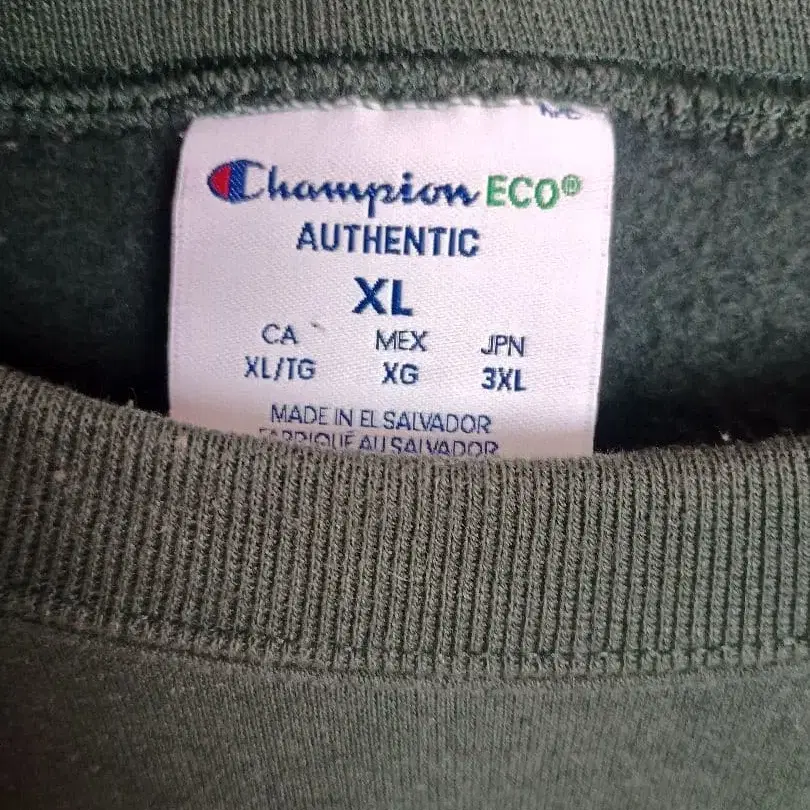 Champion ECO®
AUTHENTIC
XL
CA MEX JPN
XL/TG XG 3XL
MADE IN EL SALVADOR
FABRIQUÉ AU SALVADOR